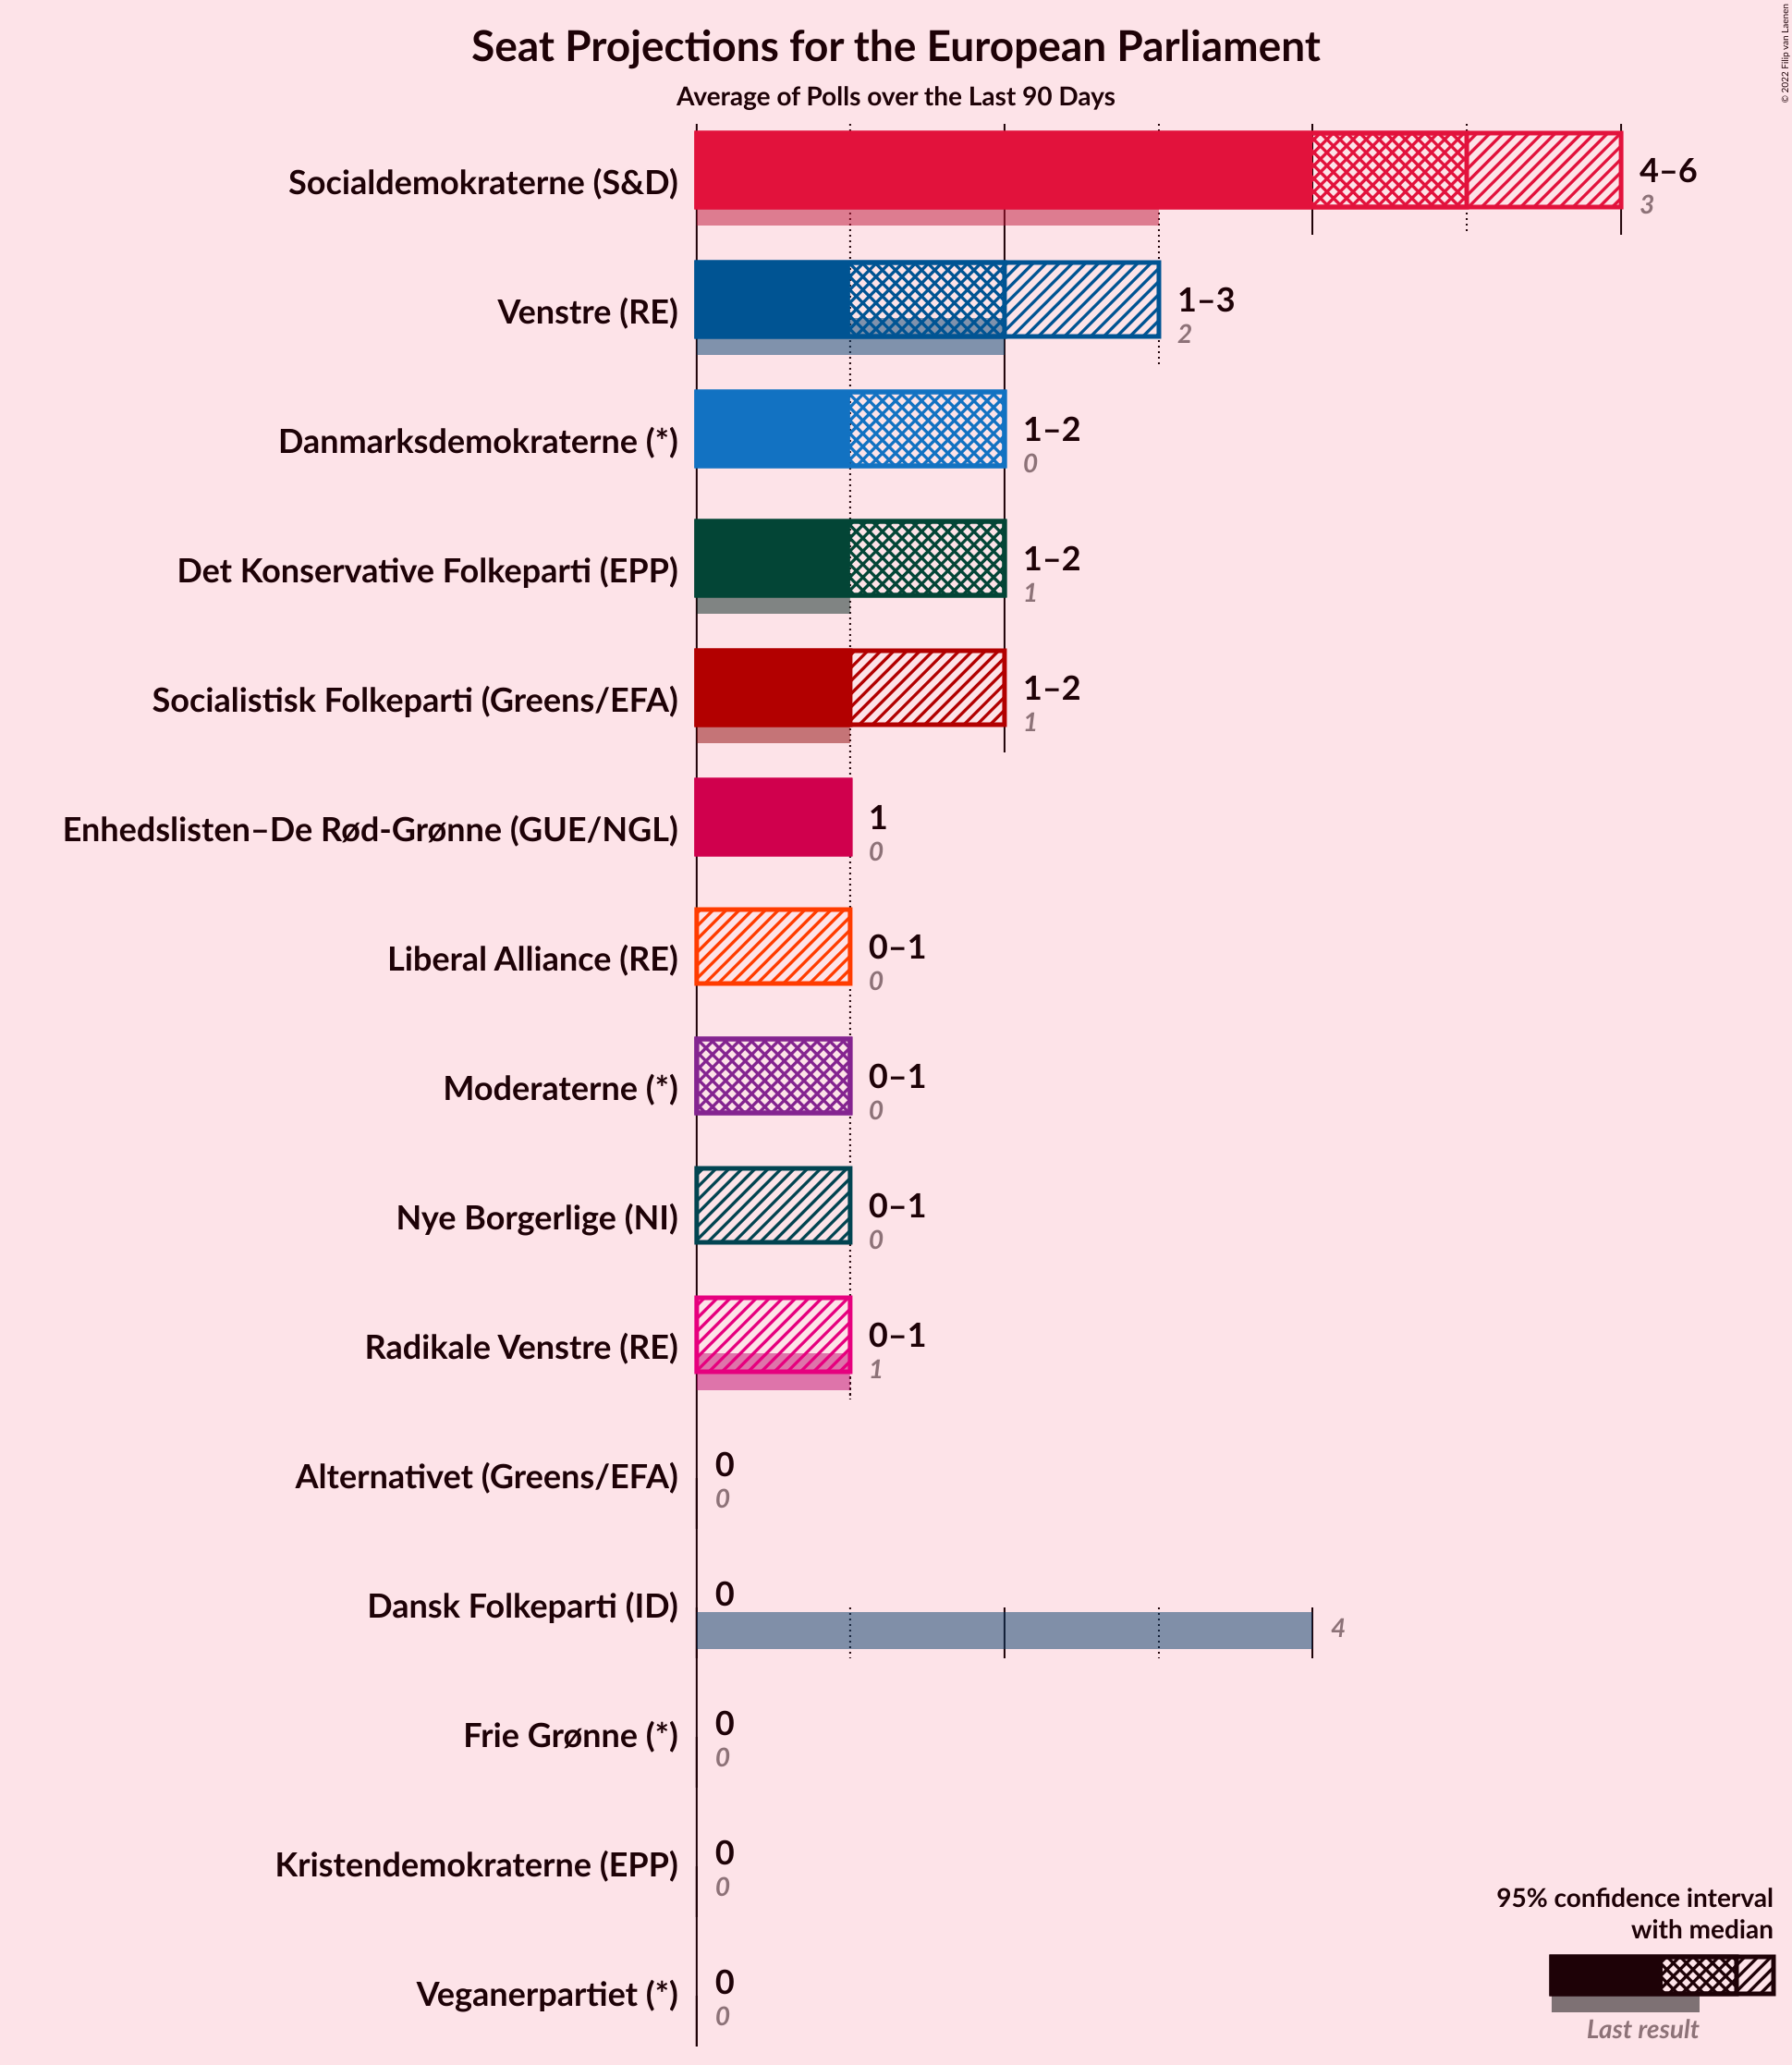 Seat Projections for the European Parliament
Average of Polls over the Last 90 Days
© 2022 Filip van Laenen
Socialdemokraterne (S&D)
4–6
3
Venstre (RE)
1–3
2
Danmarksdemokraterne (*)
1–2
0
Det Konservative Folkeparti (EPP)
1–2
1
Socialistisk Folkeparti (Greens/EFA)
1–2
1
Enhedslisten–De Rød-Grønne (GUE/NGL)
1
0
Liberal Alliance (RE)
0–1
0
Moderaterne (*)
0–1
0
Nye Borgerlige (NI)
0–1
0
Radikale Venstre (RE)
0–1
1
Alternativet (Greens/EFA)
0
0
Dansk Folkeparti (ID)
0
4
Frie Grønne (*)
0
0
Kristendemokraterne (EPP)
0
0
Veganerpartiet (*)
0
0
95% confidence interval
with median
Last result